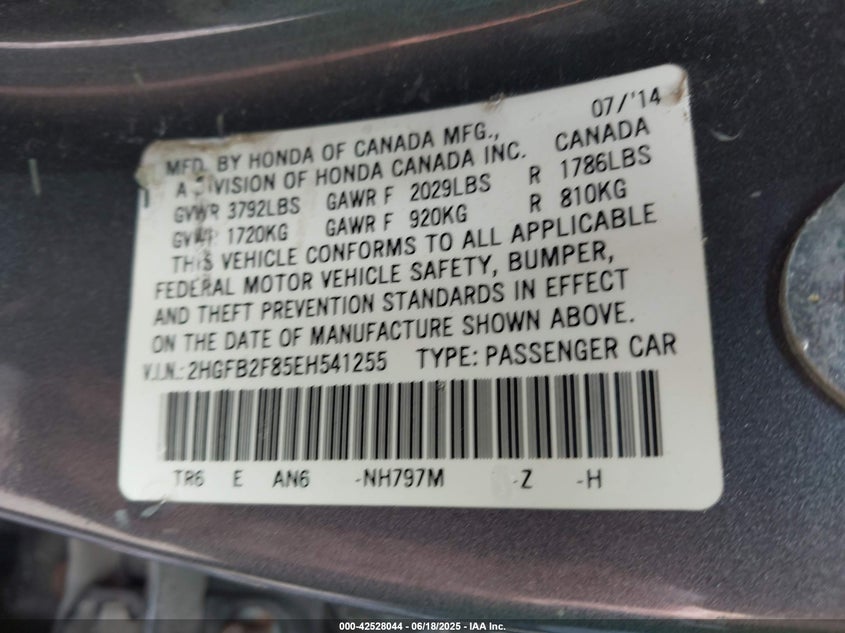 07/'14
MFD. BY HONDA OF CANADA MFG.,
A DIVISION OF HONDA CANADA INC. CANADA
GVWR 3792LBS GAWR F 2029LBS R 1786LBS
GVWR 1720KG GAWR F 920KG R 810KG
THIS VEHICLE CONFORMS TO ALL APPLICABLE
FEDERAL MOTOR VEHICLE SAFETY, BUMPER,
AND THEFT PREVENTION STANDARDS IN EFFECT
ON THE DATE OF MANUFACTURE SHOWN ABOVE.
V.I.N.: 2HGFB2F85EH541255 TYPE: PASSENGER CAR
TR6 E AN6 -NH797M -Z -H
000-42528044 | 06/18/2025 - IAA Inc.